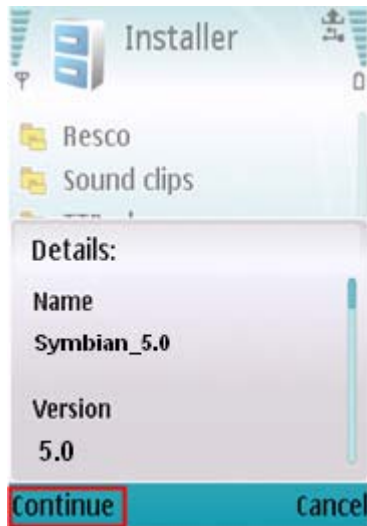 Installer
Resco
Sound clips
Details:
Name
Symbian_5.0
Version
5.0
Continue
Cancel